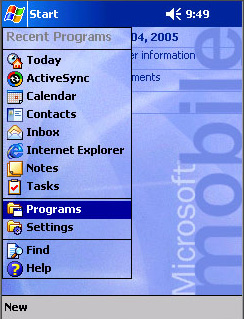 Start 9:49
Recent Programs
04, 2005
Today
er information
ActiveSync
ments
Calendar
Contacts
Inbox
Internet Explorer
Notes
Tasks
Programs
Settings
Find
Help
Microsoft
mobile
New